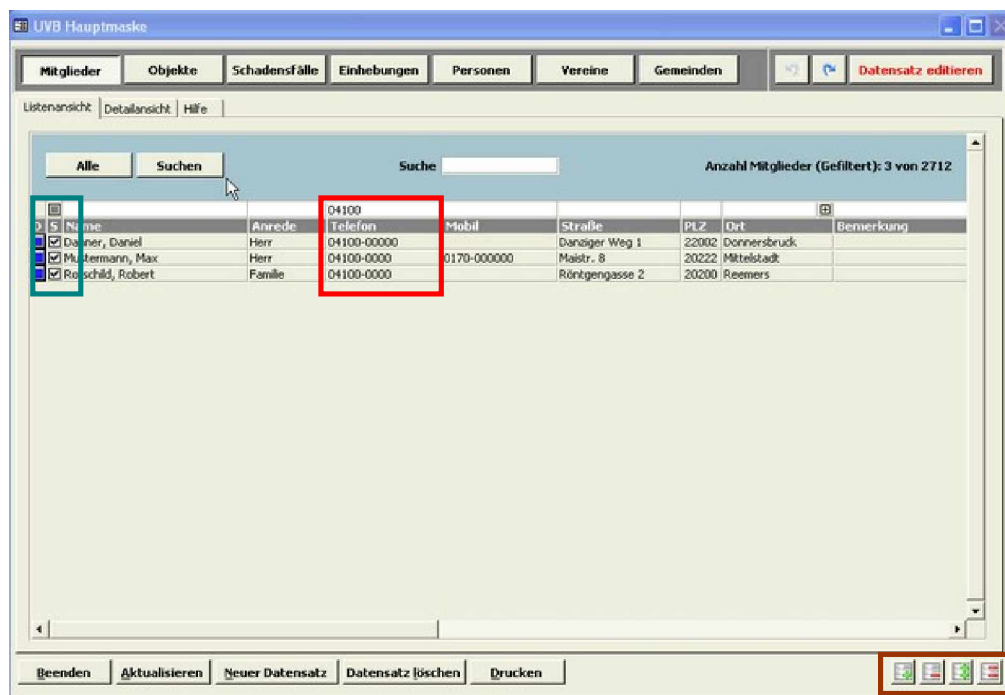 UVB Hauptmaske
Mitglieder Objekte Schadensfälle Einhebungen Personen Vereine Gemeinden Datensatz editieren
Listenansicht Detailansicht Hilfe
Alle Suchen Suche Anzahl Mitglieder (Gefiltert): 3 von 2712
04100
D S Name Anrede Telefon Mobil Straße PLZ Ort Bemerkung
Daniel Herr 04100-00000 Danziger Weg 1 22002 Donnersbruck
Mustermann, Max Herr 04100-0000 0170-000000 Maistr. 8 20222 Mittelstadt
Robert Familie 04100-0000 Röntgengasse 2 20200 Reemers
Beenden Aktualisieren Neuer Datensatz Datensatz löschen Drucken